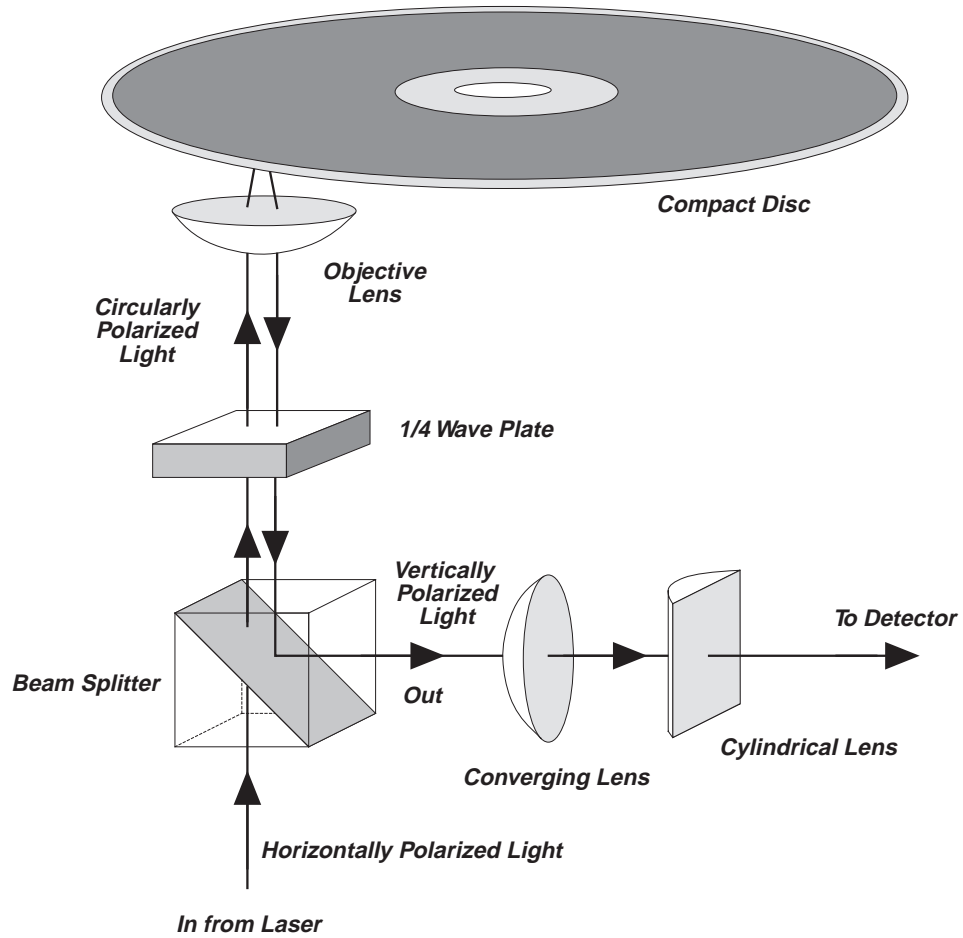 Compact Disc
Objective
Lens
Circularly
Polarized
Light
1/4 Wave Plate
Vertically
Polarized
Light
To Detector
Beam Splitter
Out
Cylindrical Lens
Converging Lens
Horizontally Polarized Light
In from Laser